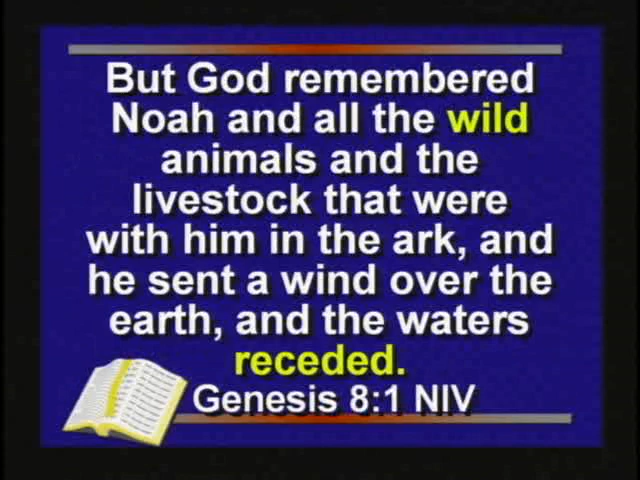 But God remembered
Noah and all the wild
animals and the
livestock that were
with him in the ark, and
he sent a wind over the
earth, and the waters
receded.
Genesis 8:1 NIV